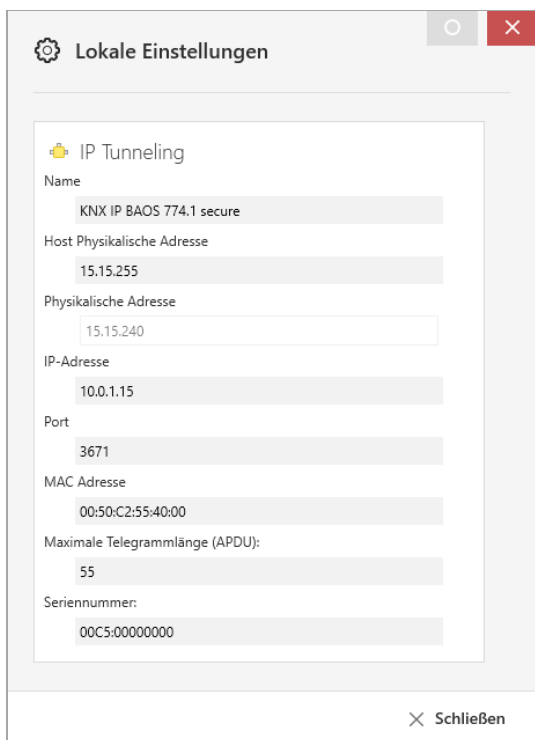 Lokale Einstellungen
IP Tunneling
Name
KNX IP BAOS 774.1 secure
Host Physikalische Adresse
15.15.255
Physikalische Adresse
15.15.240
IP-Adresse
10.0.1.15
Port
3671
MAC Adresse
00:50:C2:55:40:00
Maximale Telegrammlänge (APDU):
55
Seriennummer:
00C5:00000000
Schließen